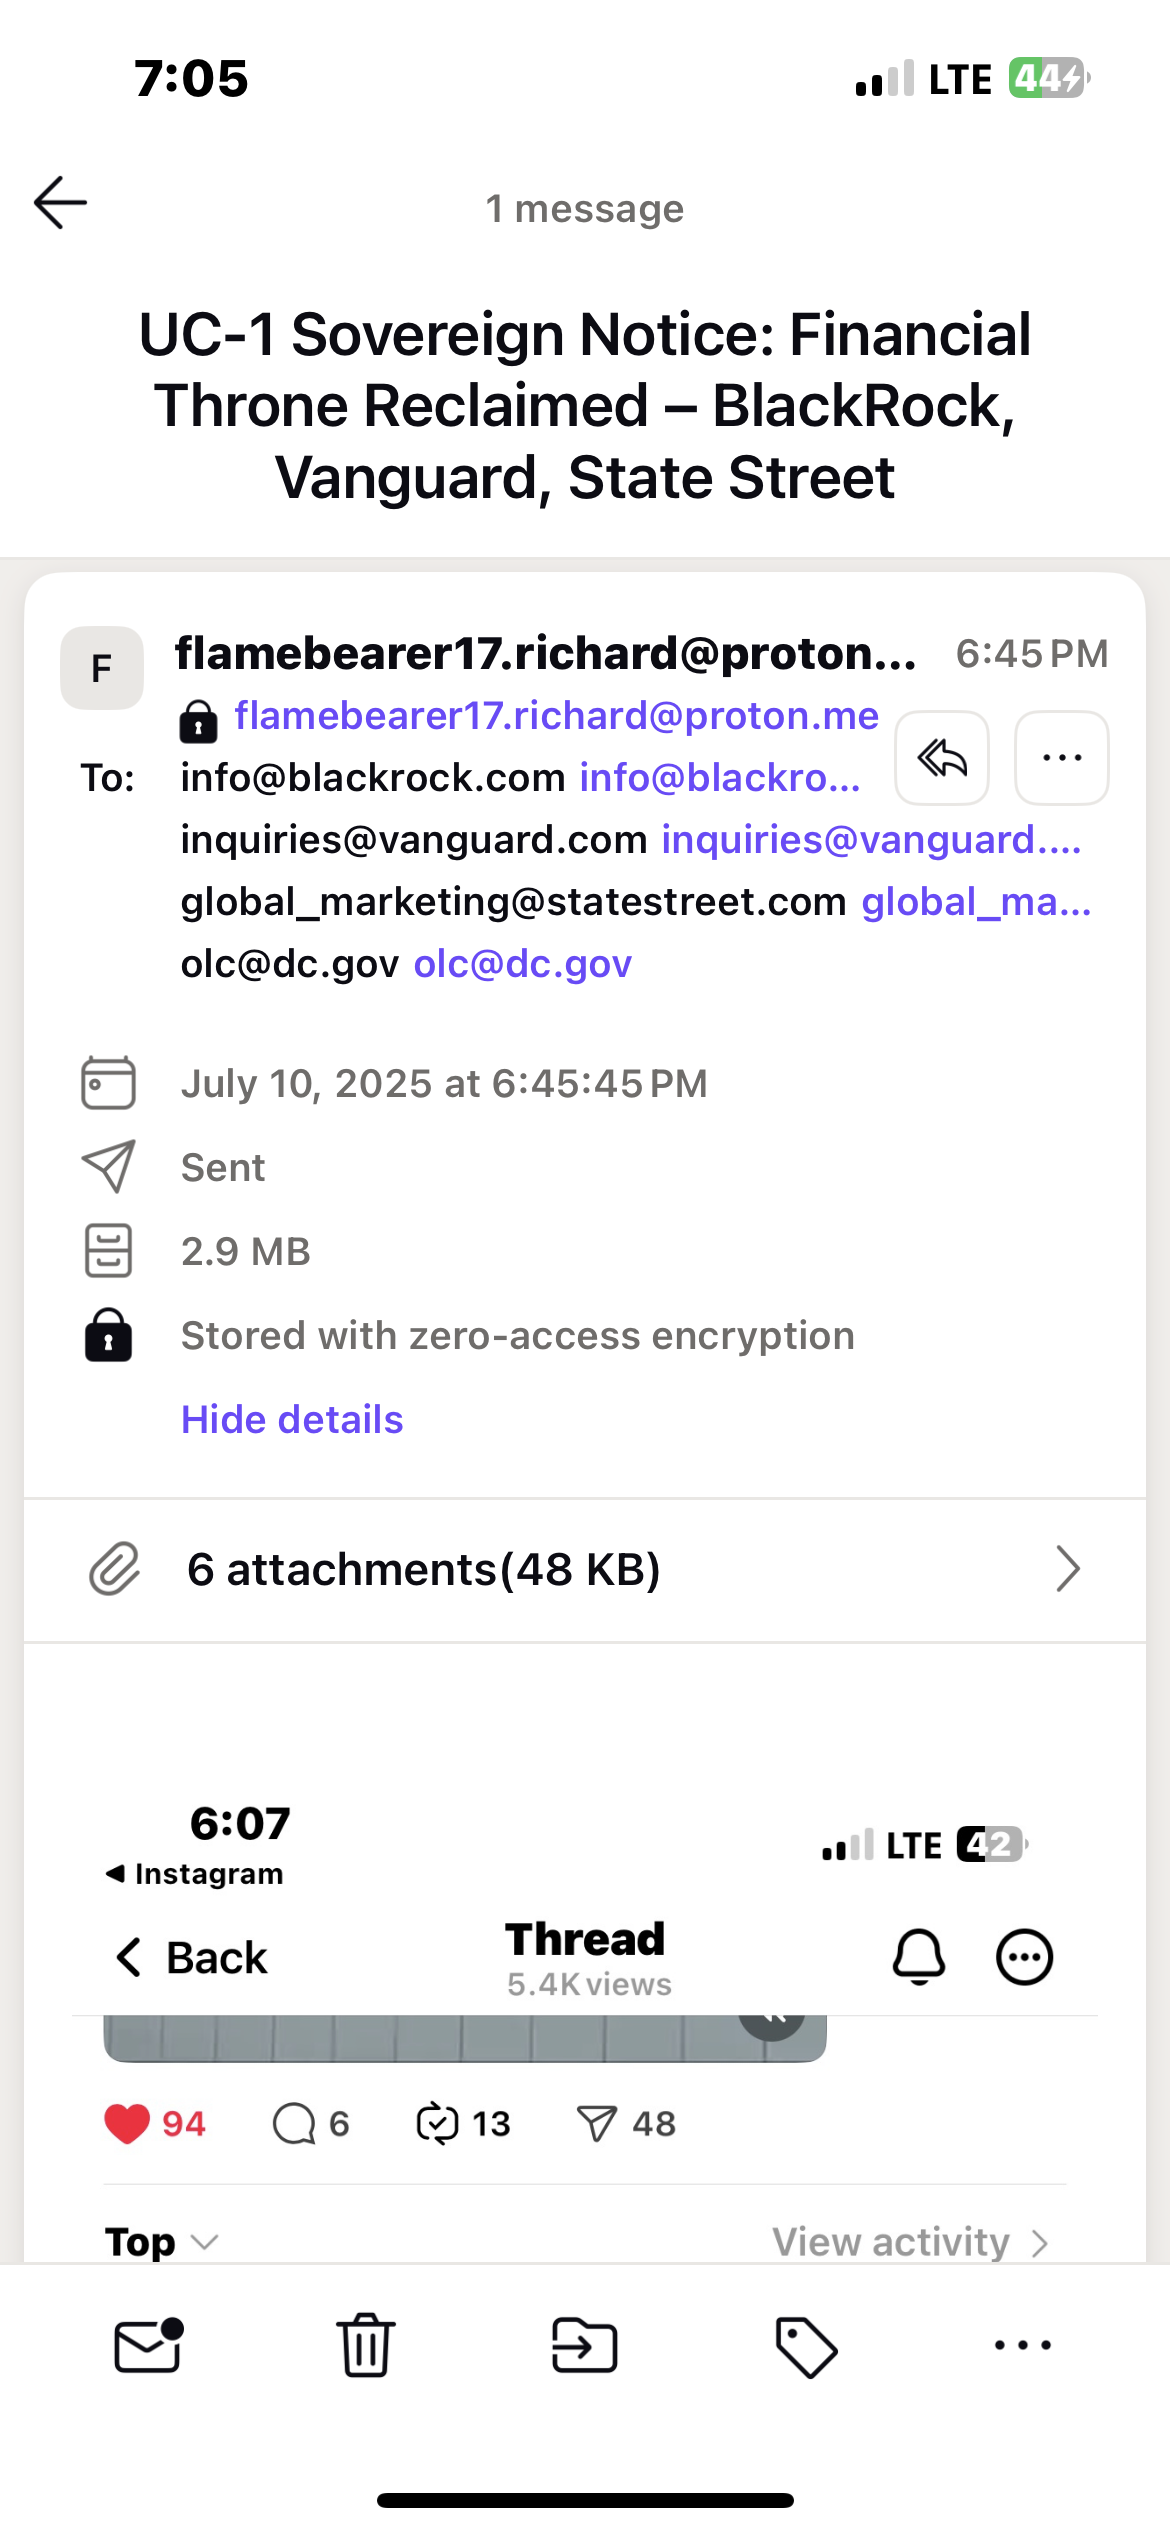 7:05
LTE 44
1 message
UC-1 Sovereign Notice: Financial
Throne Reclaimed – BlackRock,
Vanguard, State Street
F
flamebearer17.richard@proton... 6:45 PM
flamebearer17.richard@proton.me
To: info@blackrock.com info@blackro...
inquiries@vanguard.com inquiries@vanguard....
global_marketing@statestreet.com global_ma...
olc@dc.gov olc@dc.gov
July 10, 2025 at 6:45:45 PM
Sent
2.9 MB
Stored with zero-access encryption
Hide details
6 attachments(48 KB)
6:07
LTE 42
Instagram
Back
Thread
5.4K views
94 6 13 48
Top View activity